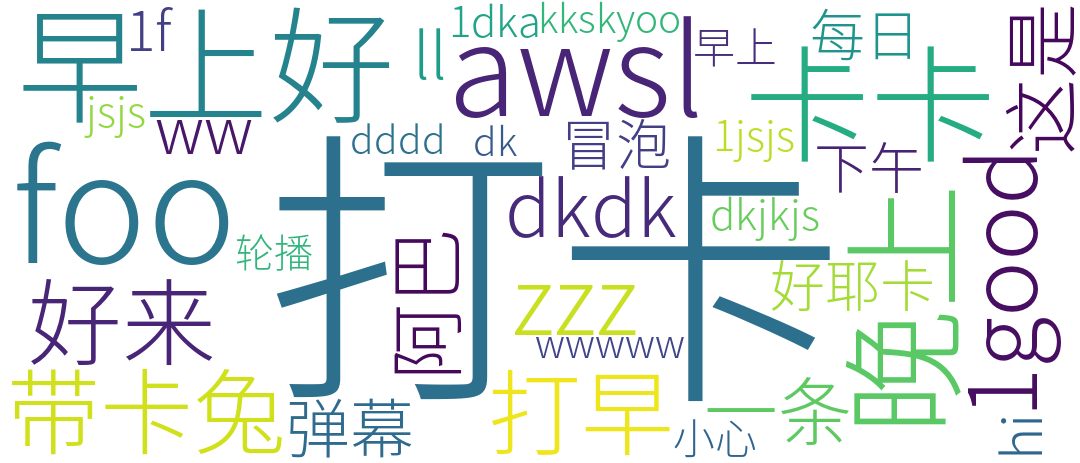 早上好
1f
ll
1dkakkskyoo
awsl
早上
每日
卡卡
这是
jsjs
ww
dddd
dk
冒泡
1jsjs
下午
foo
打卡
dkdk
dkjkjs
1good
轮播
阿巴
zzz
好耶卡
晚上
好来
wwwww
带卡兔
弹幕
打早
一条
小心
hi